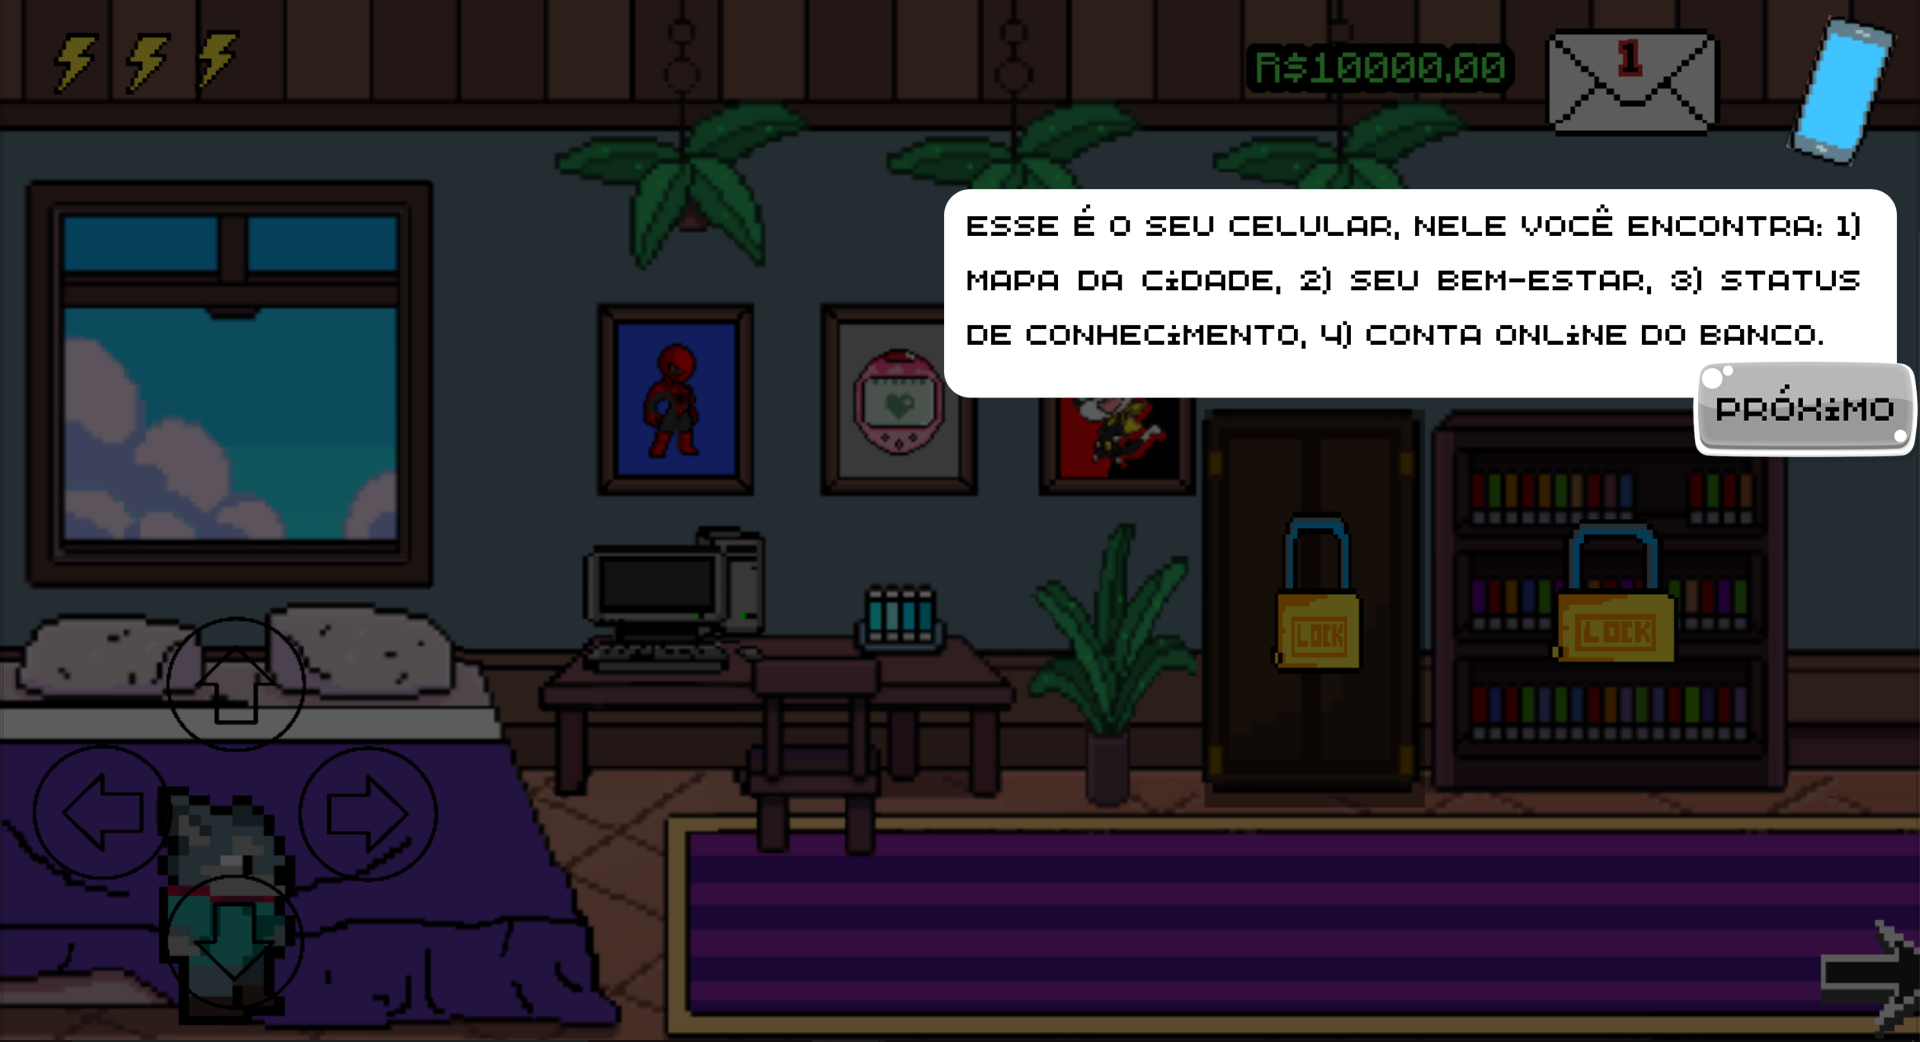 R$10000.00
1
ESSE É O SEU CELULAR, NELE VOCÊ ENCONTRA: 1)
MAPA DA CiDADE, 2) SEU BEM-ESTAR, 3) STATUS
DE CONHECiMENTO, 4) CONTA ONLiNE DO BANCO.
PRÓXiMO
LOCK
LOCK